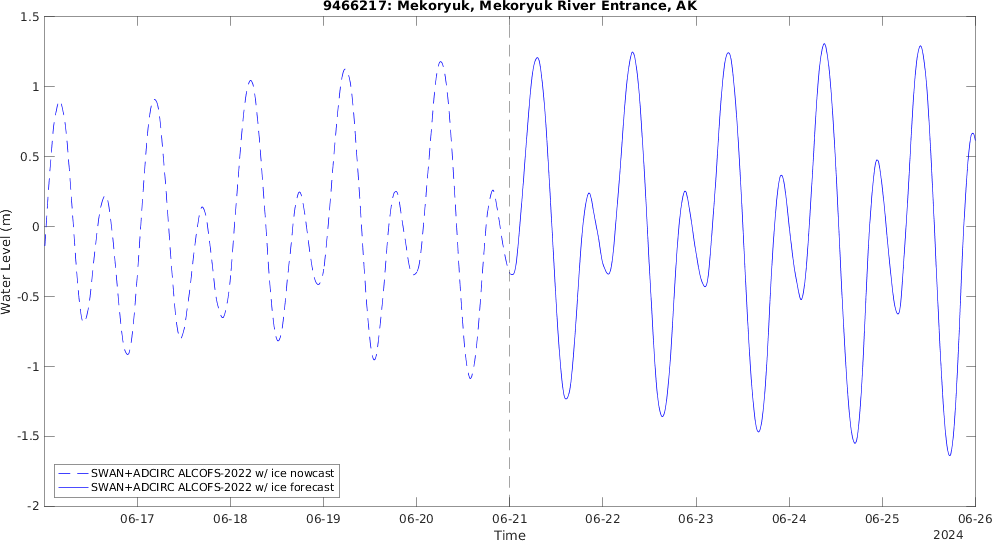 9466217: Mekoryuk, Mekoryuk River Entrance, AK
1.5
1
0.5
0
-0.5
-1
-1.5
-2
Water Level (m)
SWAN+ADCIRC ALCOFS-2022 w/ ice nowcast
SWAN+ADCIRC ALCOFS-2022 w/ ice forecast
06-17 06-18 06-19 06-20 06-21 06-22 06-23 06-24 06-25 06-26
Time
2024